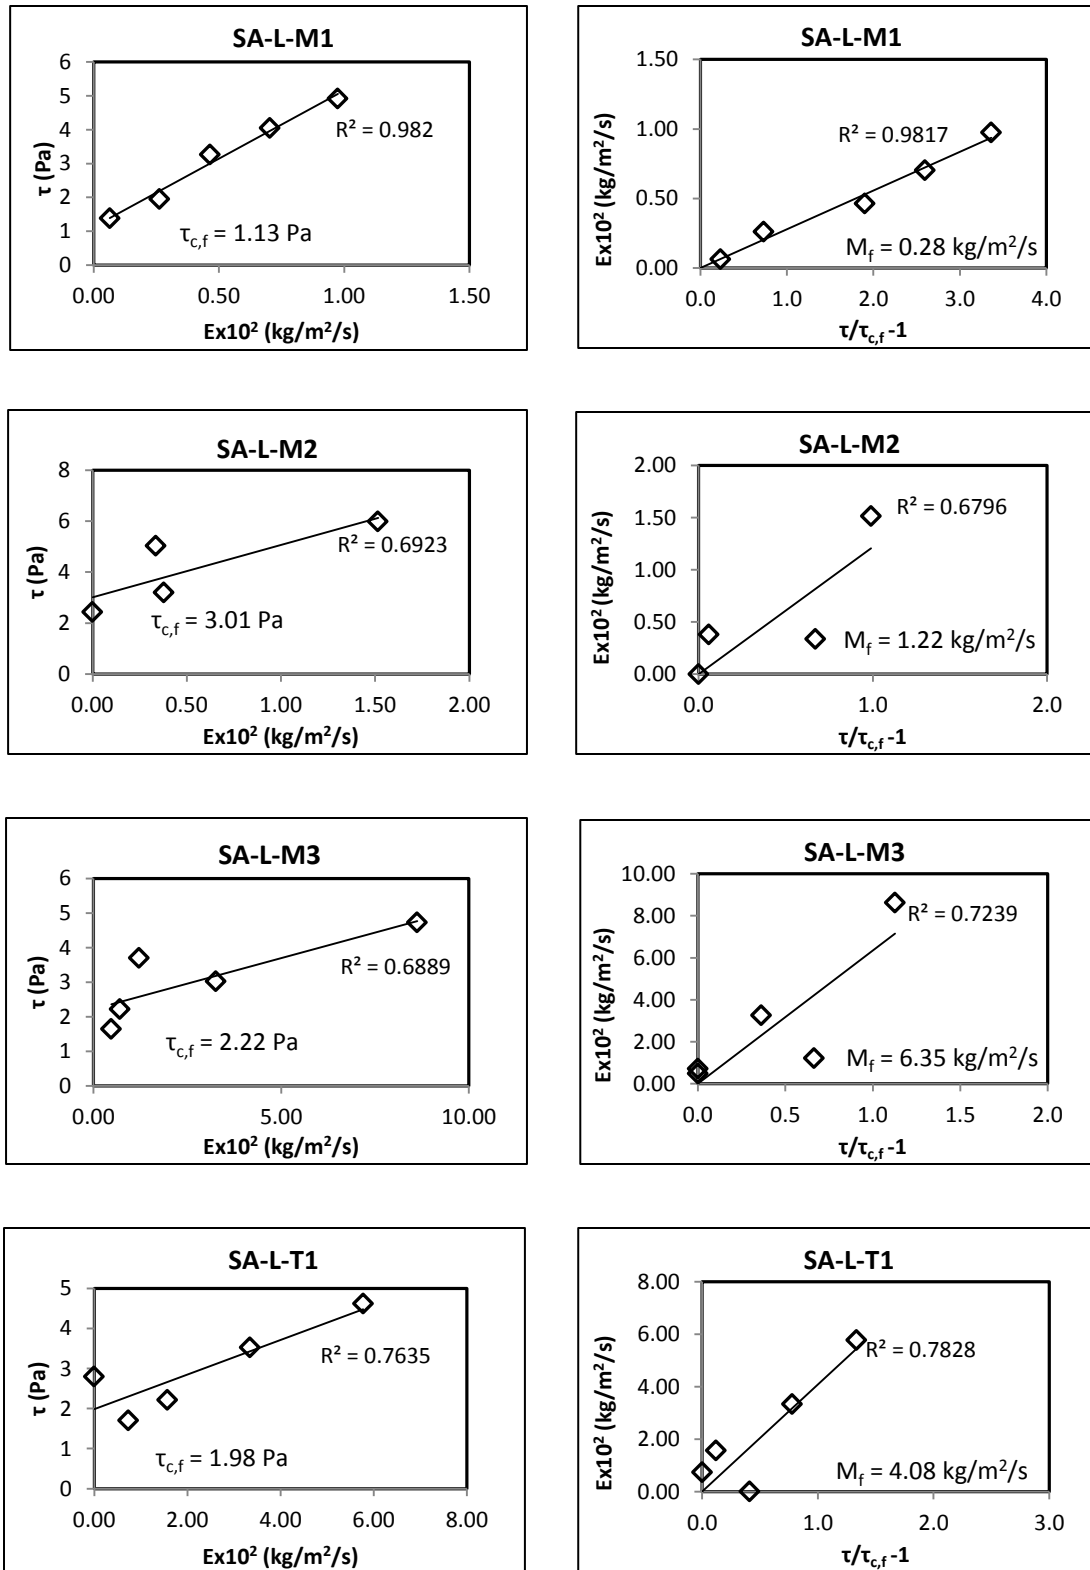 SA-L-M1
6
5
4
3
2
1
0
τ (Pa)
R² = 0.982
τc,f = 1.13 Pa
0.00 0.50 1.00 1.50
Ex10² (kg/m²/s)
SA-L-M1
1.50
1.00
0.50
0.00
Ex10² (kg/m²/s)
R² = 0.9817
Mf = 0.28 kg/m²/s
0.0 1.0 2.0 3.0 4.0
τ/τc,f -1
SA-L-M2
8
6
4
2
0
τ (Pa)
R² = 0.6923
τc,f = 3.01 Pa
0.00 0.50 1.00 1.50 2.00
Ex10² (kg/m²/s)
SA-L-M2
2.00
1.50
1.00
0.50
0.00
Ex10² (kg/m²/s)
R² = 0.6796
Mf = 1.22 kg/m²/s
0.0 1.0 2.0
τ/τc,f -1
SA-L-M3
6
5
4
3
2
1
0
τ (Pa)
R² = 0.6889
τc,f = 2.22 Pa
0.00 5.00 10.00
Ex10² (kg/m²/s)
SA-L-M3
10.00
8.00
6.00
4.00
2.00
0.00
Ex10² (kg/m²/s)
R² = 0.7239
Mf = 6.35 kg/m²/s
0.0 0.5 1.0 1.5 2.0
τ/τc,f -1
SA-L-T1
5
4
3
2
1
0
τ (Pa)
R² = 0.7635
τc,f = 1.98 Pa
0.00 2.00 4.00 6.00 8.00
Ex10² (kg/m²/s)
SA-L-T1
8.00
6.00
4.00
2.00
0.00
Ex10² (kg/m²/s)
R² = 0.7828
Mf = 4.08 kg/m²/s
0.0 1.0 2.0 3.0
τ/τc,f -1